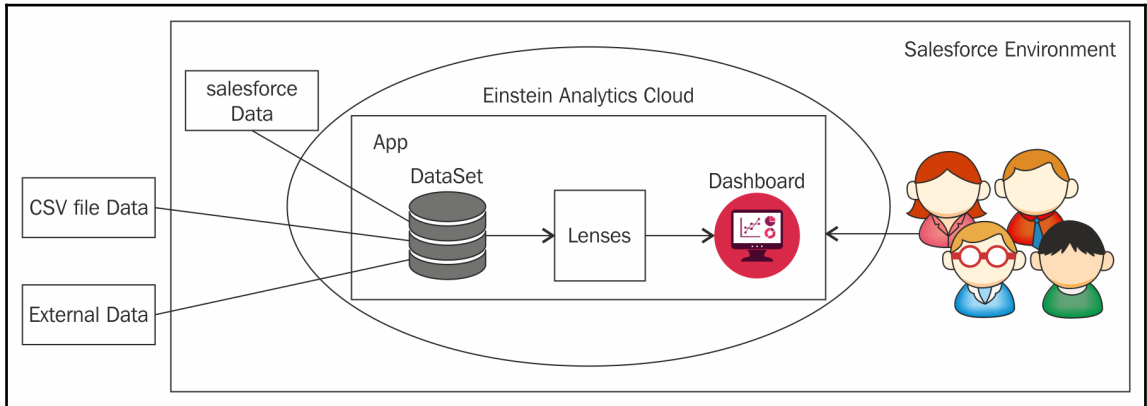 Salesforce Environment
salesforce
Data
Einstein Analytics Cloud
App
DataSet
Dashboard
CSV file Data
Lenses
External Data